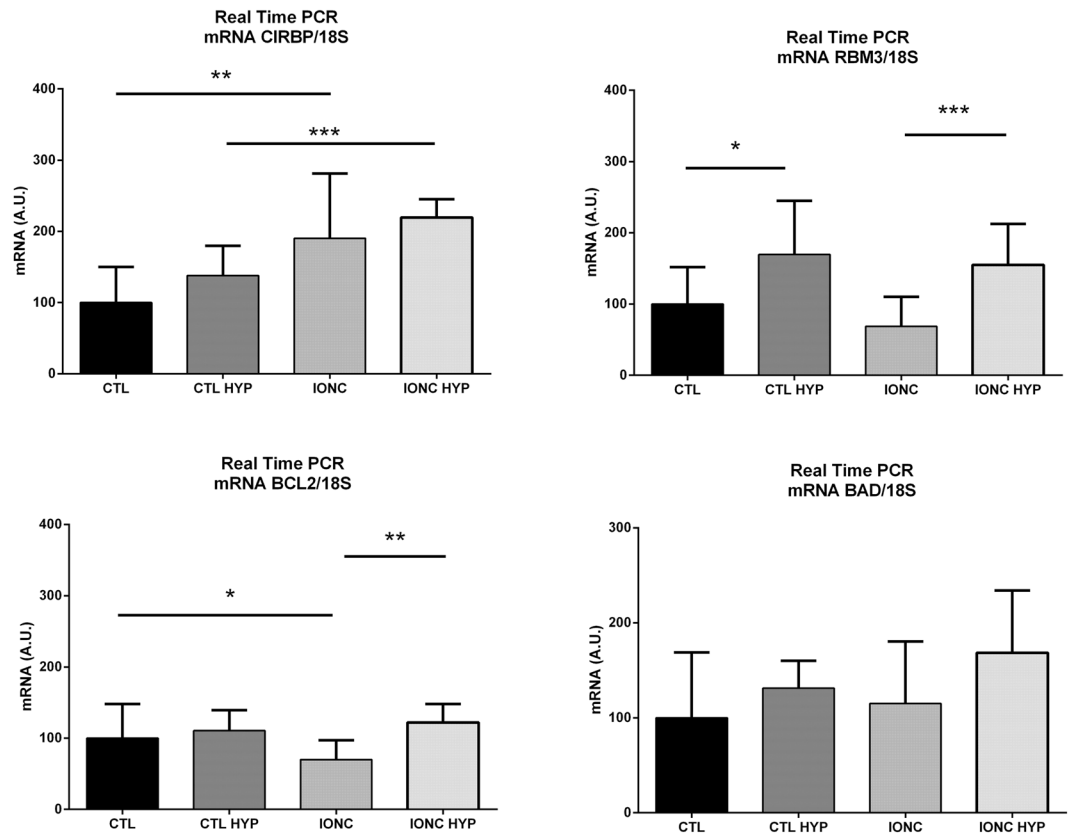 Real Time PCR
mRNA CIRBP/18S
**
***
mRNA (A.U.)
400
300
200
100
0
CTL CTL HYP IONC IONC HYP
Real Time PCR
mRNA RBM3/18S
*
***
mRNA (A.U.)
400
300
200
100
0
CTL CTL HYP IONC IONC HYP
Real Time PCR
mRNA BCL2/18S
**
*
mRNA (A.U.)
400
300
200
100
0
CTL CTL HYP IONC IONC HYP
Real Time PCR
mRNA BAD/18S
mRNA (A.U.)
300
200
100
0
CTL CTL HYP IONC IONC HYP